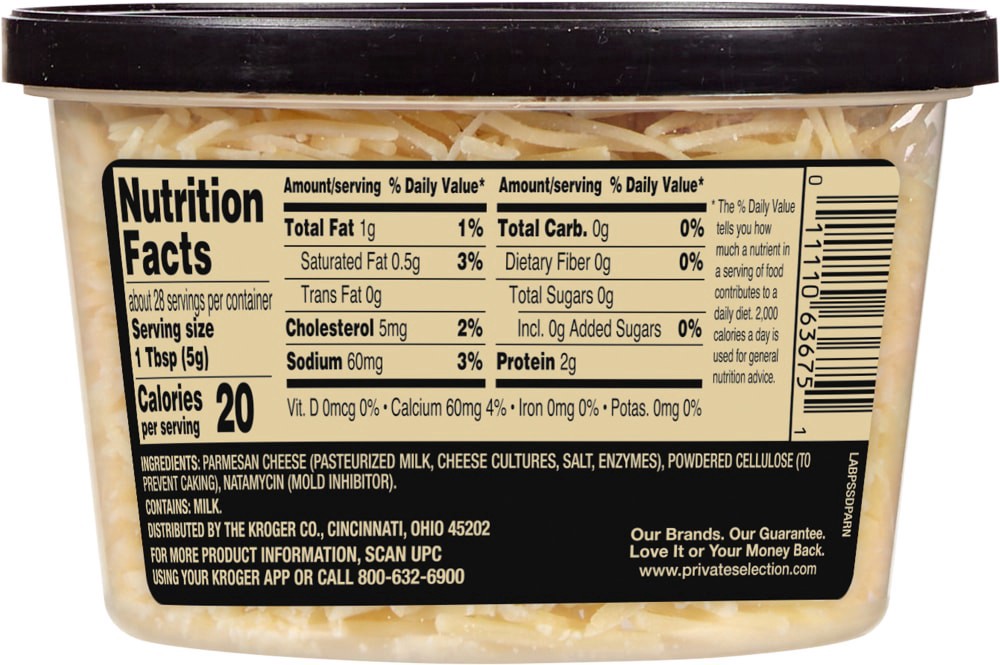 Nutrition
Facts
about 28 servings per container
Serving size
1 Tbsp (5g)
Calories
per serving
20
Amount/serving % Daily Value*
Total Fat 1g 1%
Saturated Fat 0.5g 3%
Trans Fat 0g
Cholesterol 5mg 2%
Sodium 60mg 3%
Amount/serving % Daily Value*
Total Carb. 0g 0%
Dietary Fiber 0g 0%
Total Sugars 0g
Incl. 0g Added Sugars 0%
Protein 2g
Vit. D 0mcg 0% • Calcium 60mg 4% • Iron 0mg 0% • Potas. 0mg 0%
* The % Daily Value
tells you how
much a nutrient in
a serving of food
contributes to a
daily diet. 2,000
calories a day is
used for general
nutrition advice.
0 11110 63675 1
INGREDIENTS: PARMESAN CHEESE (PASTEURIZED MILK, CHEESE CULTURES, SALT, ENZYMES), POWDERED CELLULOSE (TO
PREVENT CAKING), NATAMYCIN (MOLD INHIBITOR).
CONTAINS: MILK.
DISTRIBUTED BY THE KROGER CO., CINCINNATI, OHIO 45202
FOR MORE PRODUCT INFORMATION, SCAN UPC
USING YOUR KROGER APP OR CALL 800-632-6900
Our Brands. Our Guarantee.
Love It or Your Money Back.
www.privateselection.com
LABPSSDPARN